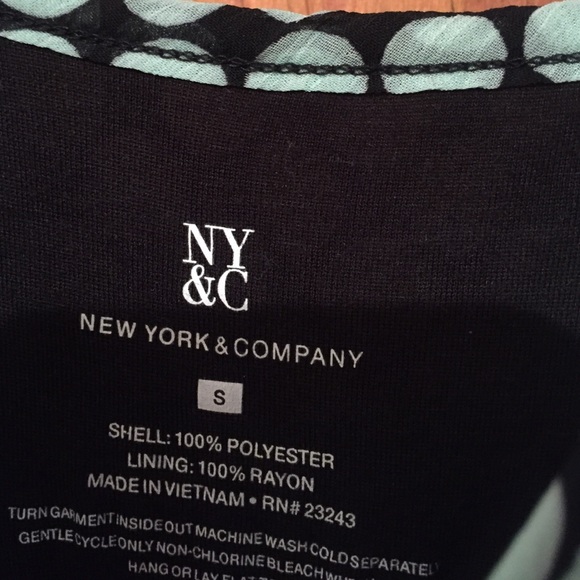 NY
&C
NEW YORK & COMPANY
S
SHELL: 100% POLYESTER
LINING: 100% RAYON
MADE IN VIETNAM • RN# 23243
TURN GARMENT INSIDE OUT MACHINE WASH COLD SEPARATELY
GENTLE CYCLE ONLY NON-CHLORINE BLEACH
HANG OR LAY FLAT